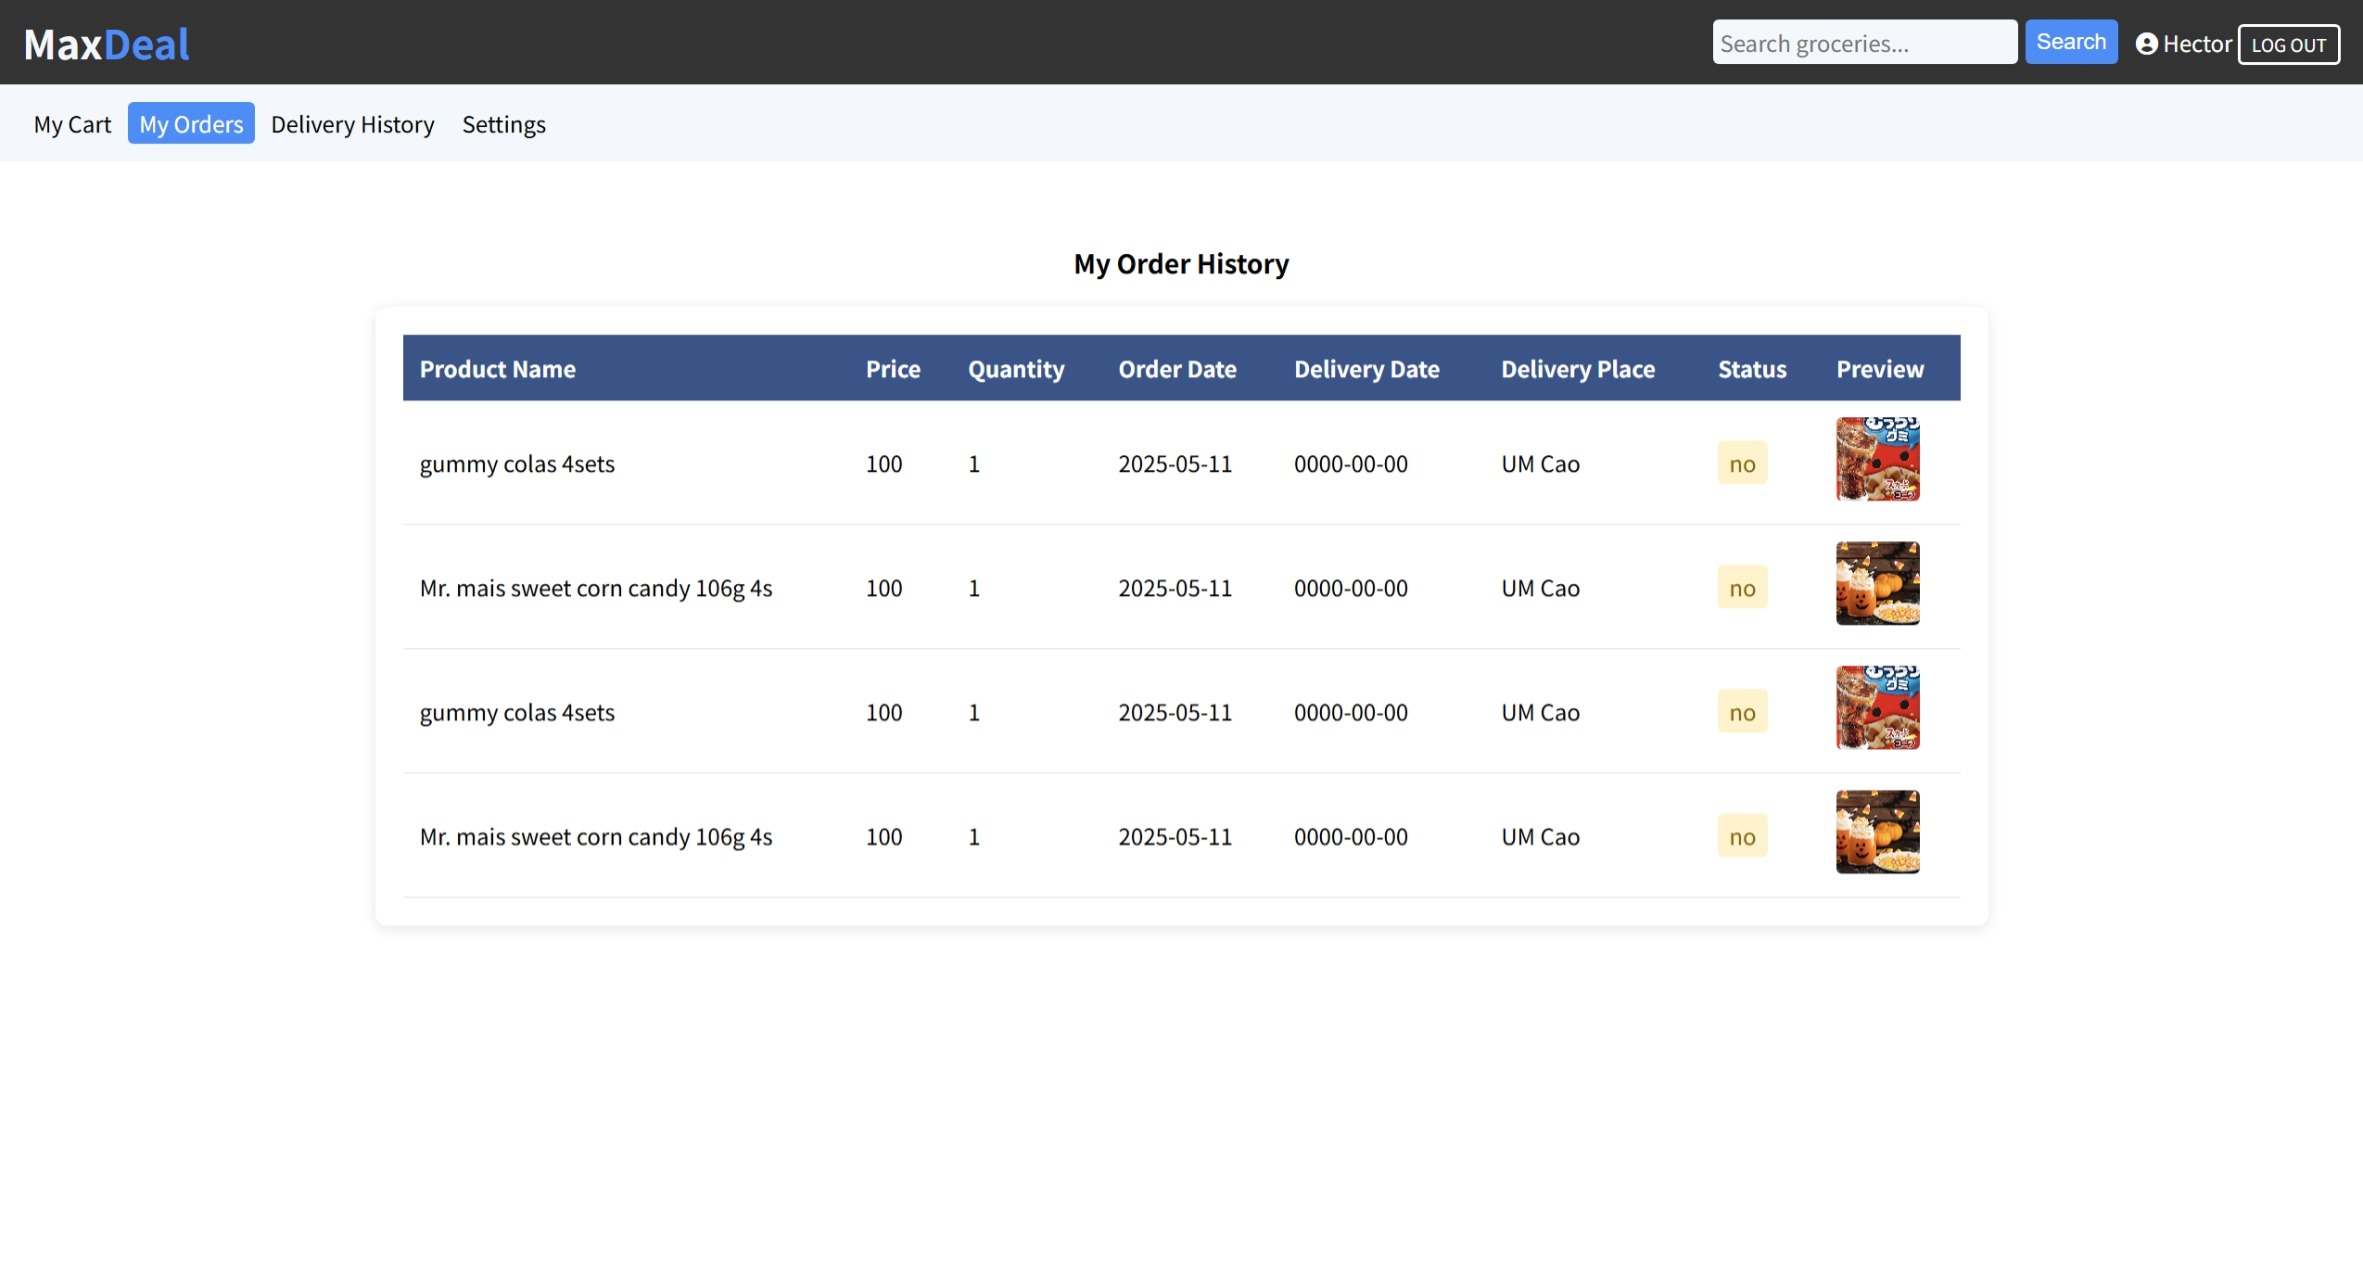 MaxDeal
Search groceries...
Search
Hector
LOG OUT
My Cart
My Orders
Delivery History
Settings
My Order History
Product Name Price Quantity Order Date Delivery Date Delivery Place Status Preview
gummy colas 4sets 100 1 2025-05-11 0000-00-00 UM Cao no
グミ
Mr. mais sweet corn candy 106g 4s 100 1 2025-05-11 0000-00-00 UM Cao no
gummy colas 4sets 100 1 2025-05-11 0000-00-00 UM Cao no
グミ
Mr. mais sweet corn candy 106g 4s 100 1 2025-05-11 0000-00-00 UM Cao no